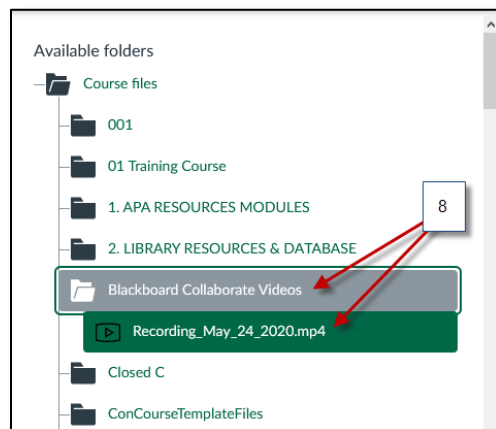 Available folders
Course files
001
01 Training Course
1. APA RESOURCES MODULES
8
2. LIBRARY RESOURCES & DATABASE
Blackboard Collaborate Videos
Recording_May_24_2020.mp4
Closed C
ConCourseTemplateFiles